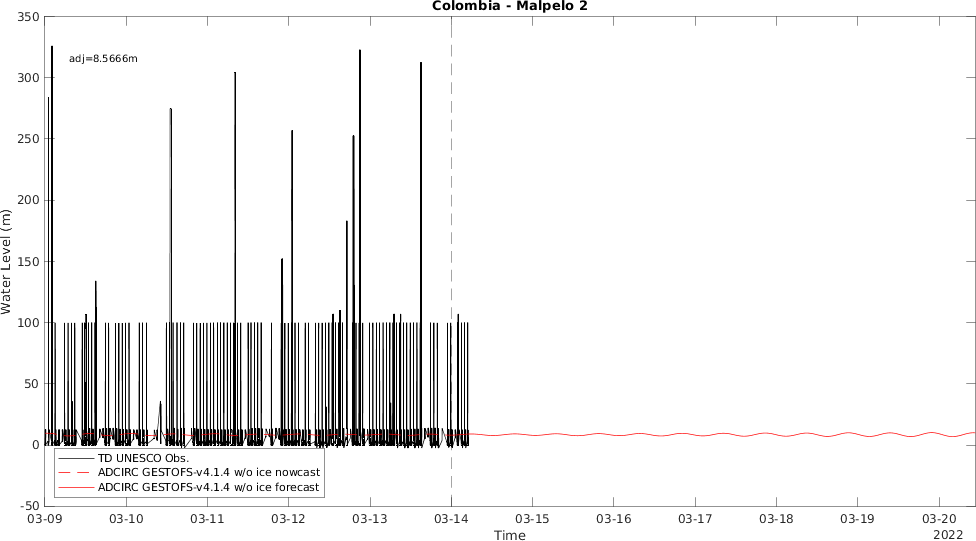 Colombia - Malpelo 2
350
300
250
200
150
100
50
0
-50
Water Level (m)
adj=8.5666m
TD UNESCO Obs.
ADCIRC GESTOFS-v4.1.4 w/o ice nowcast
ADCIRC GESTOFS-v4.1.4 w/o ice forecast
03-09 03-10 03-11 03-12 03-13 03-14 03-15 03-16 03-17 03-18 03-19 03-20
Time
2022